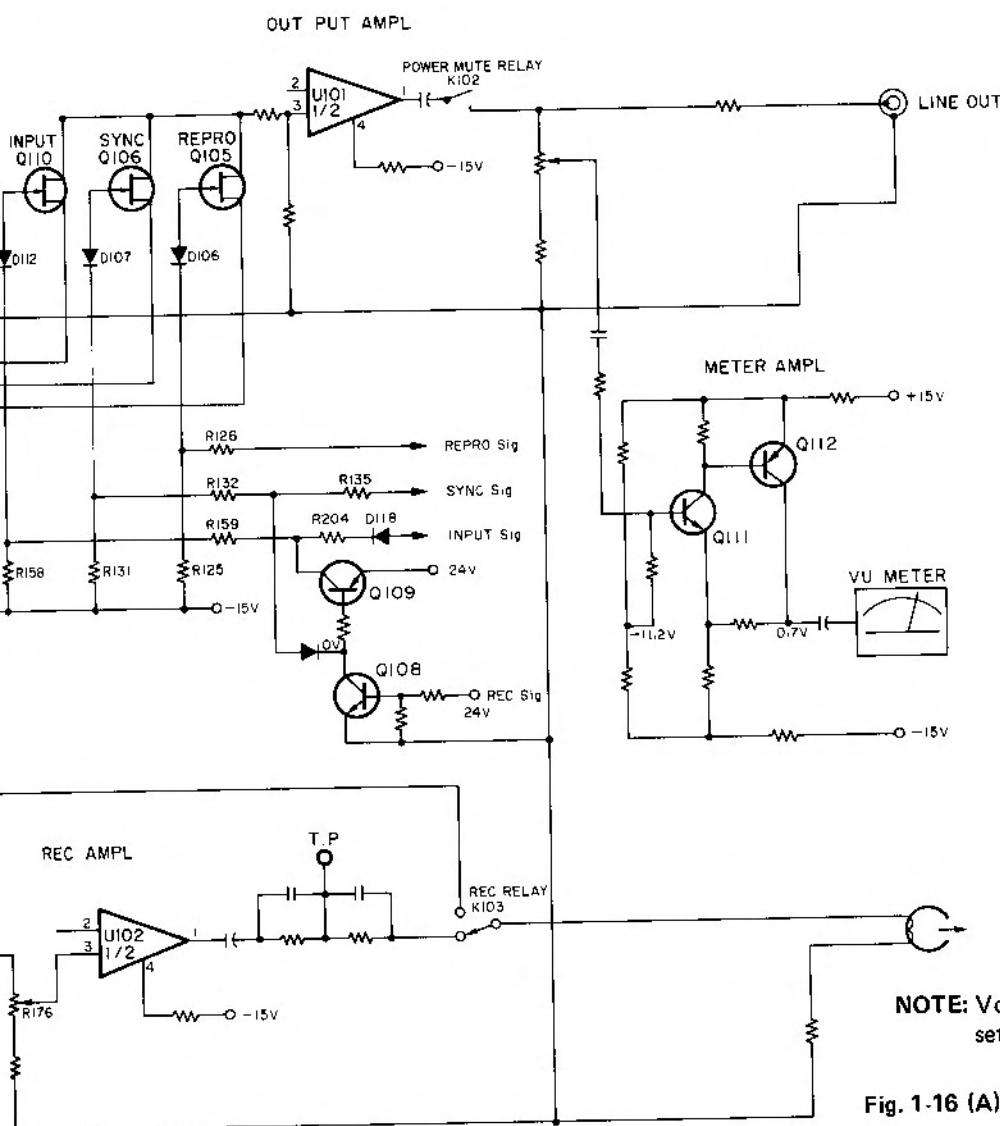 OUT PUT AMPL
POWER MUTE RELAY
K102
2
U101
1
3
1/2
4
-15V
LINE OUT
INPUT
Q110
SYNC
Q106
REPRO
Q105
D112
D107
D106
METER AMPL
+15V
Q112
Q111
R126
REPRO Sig
R132
R135
SYNC Sig
R159
R204
D118
INPUT Sig
R158
R131
R125
24V
Q109
-15V
0V
VU METER
-11.2V
0.7V
Q108
REC Sig
24V
-15V
REC AMPL
T.P
REC RELAY
K103
2
U102
1
3
1/2
4
R176
-15V
NOTE:
Fig. 1-16 (A)